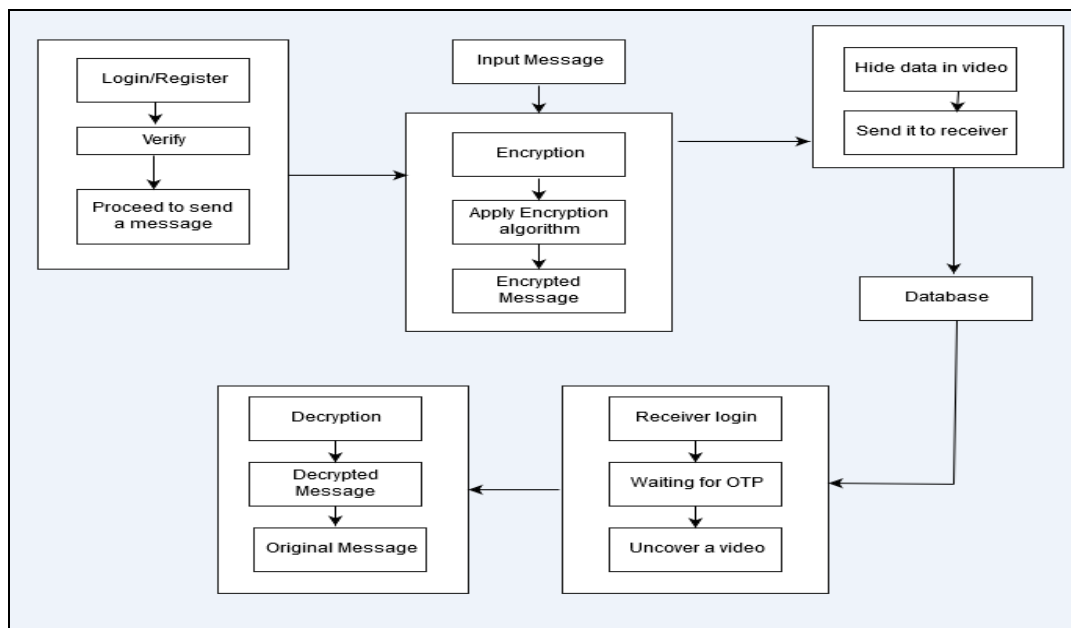 Login/Register
Verify
Proceed to send
a message
Input Message
Encryption
Apply Encryption
algorithm
Encrypted
Message
Hide data in video
Send it to receiver
Database
Receiver login
Waiting for OTP
Uncover a video
Decryption
Decrypted
Message
Original Message